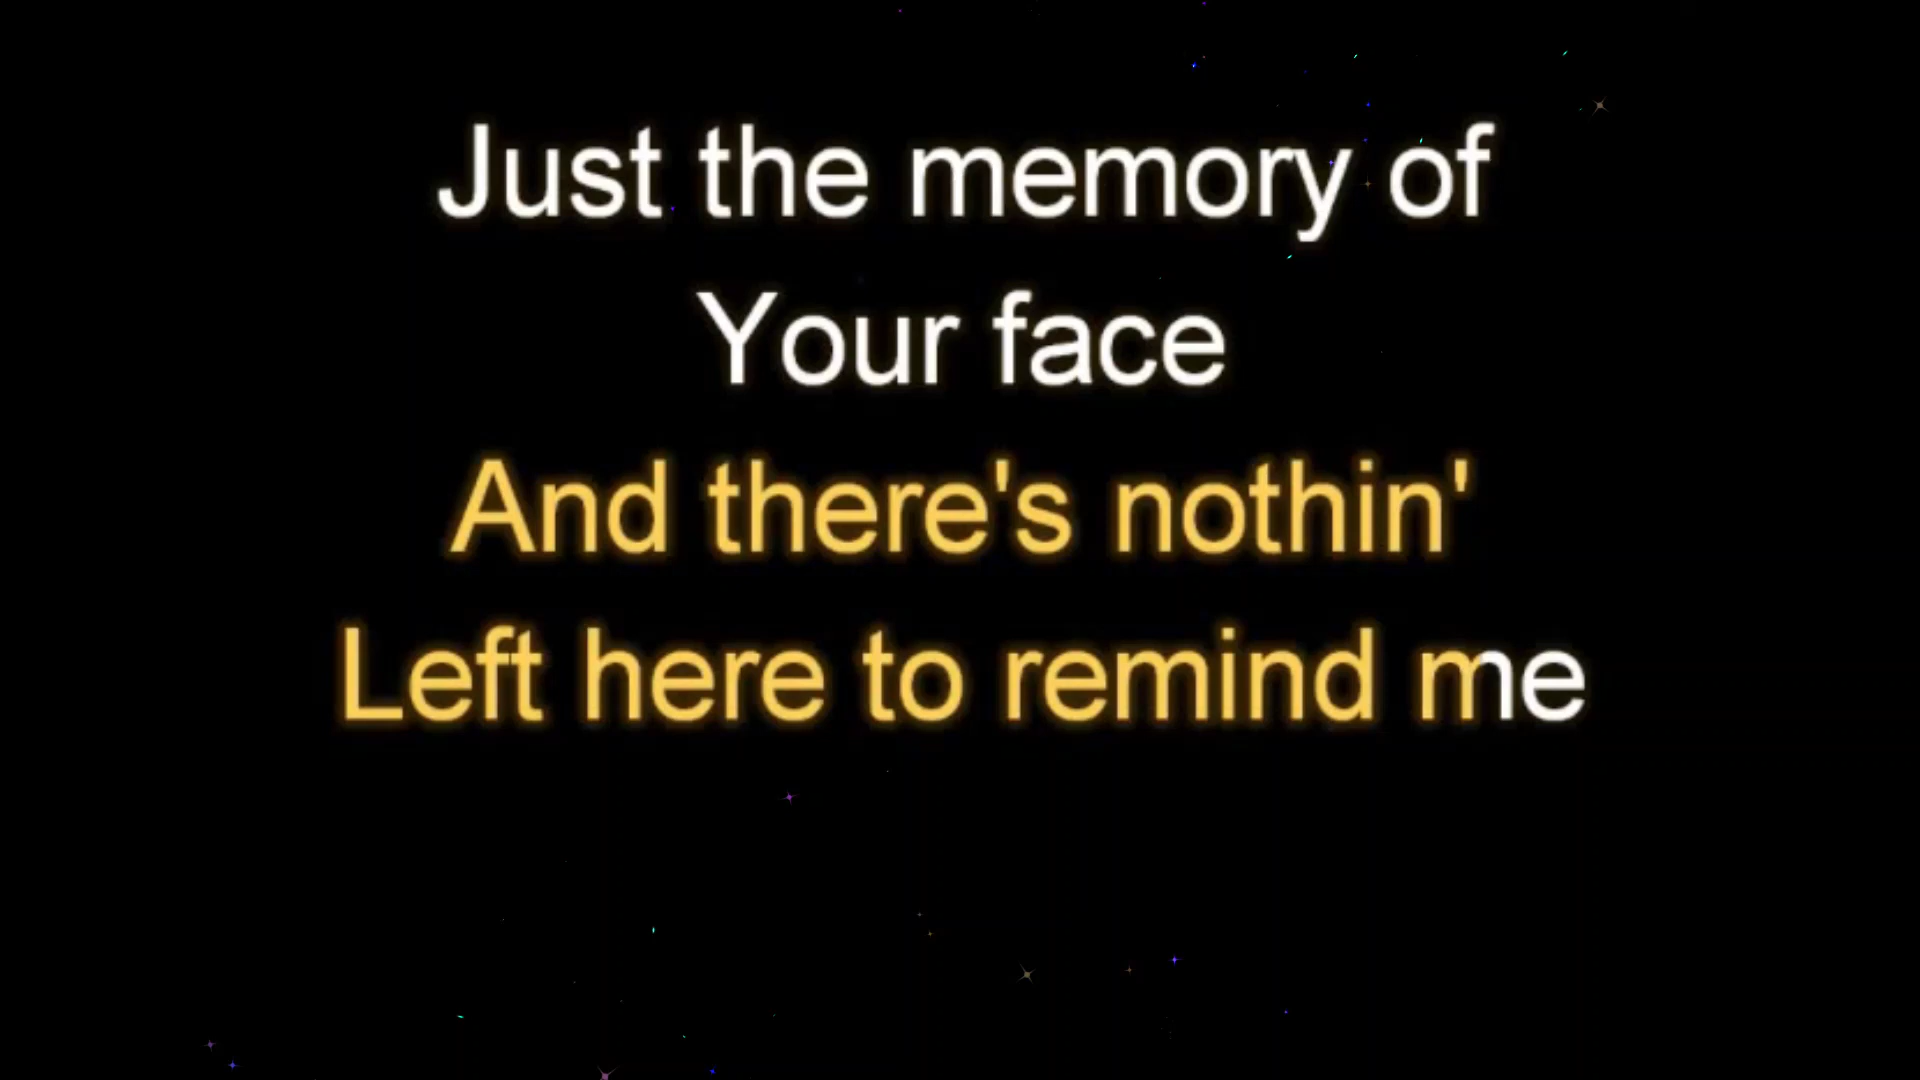 Just the memory of
Your face
And there's nothin'
Left here to remind me